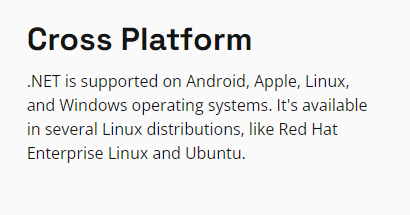 Cross Platform
.NET is supported on Android, Apple, Linux,
and Windows operating systems. It's available
in several Linux distributions, like Red Hat
Enterprise Linux and Ubuntu.